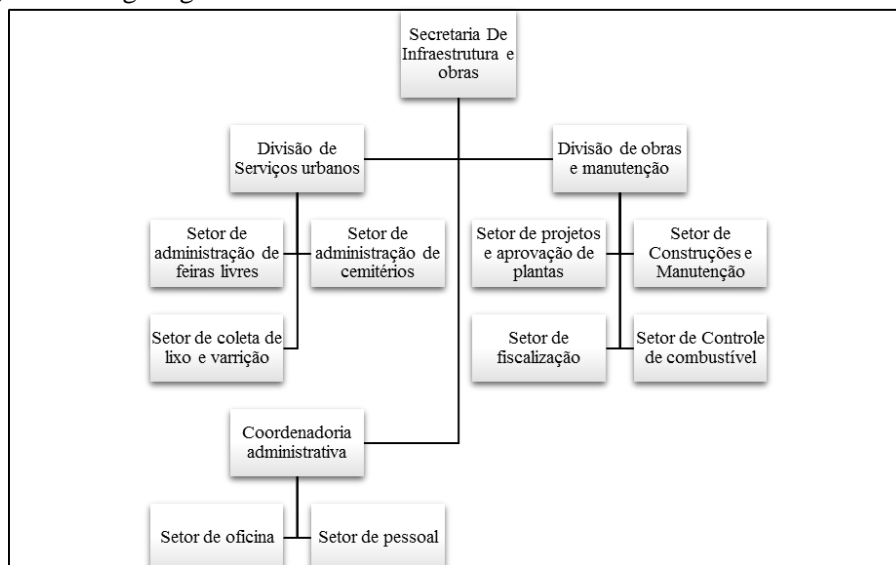 Secretaria De
Infraestrutura e
obras
Divisão de
Serviços urbanos
Divisão de obras
e manutenção
Setor de
administração de
feiras livres
Setor de
administração de
cemitérios
Setor de projetos
e aprovação de
plantas
Setor de
Construções e
Manutenção
Setor de coleta de
lixo e varrição
Setor de
fiscalização
Setor de Controle
de combustível
Coordenadoria
administrativa
Setor de oficina
Setor de pessoal